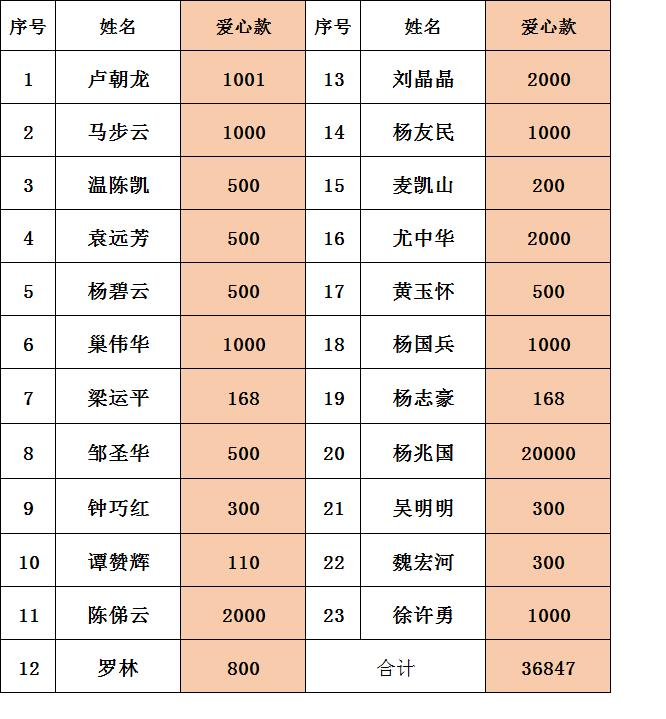 序号 姓名 爱心款 序号 姓名 爱心款
1 卢朝龙 1001 13 刘晶晶 2000
2 马步云 1000 14 杨友民 1000
3 温陈凯 500 15 麦凯山 200
4 袁远芳 500 16 尤中华 2000
5 杨碧云 500 17 黄玉怀 500
6 巢伟华 1000 18 杨国兵 1000
7 梁运平 168 19 杨志豪 168
8 邹圣华 500 20 杨兆国 20000
9 钟巧红 300 21 吴明明 300
10 谭赞辉 110 22 魏宏河 300
11 陈俤云 2000 23 徐许勇 1000
12 罗林 800 合计 36847